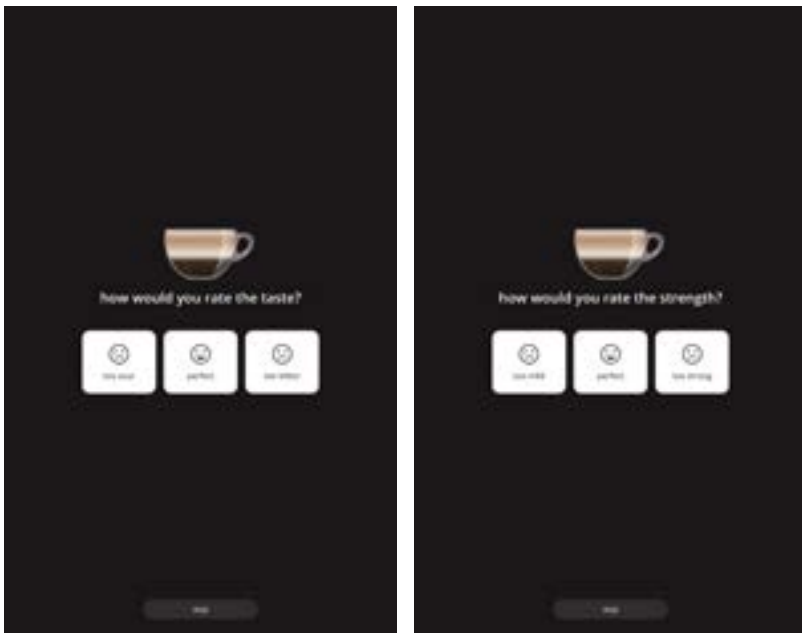 how would you rate the taste?
too sour
perfect
too bitter
how would you rate the strength?
too mild
perfect
too strong